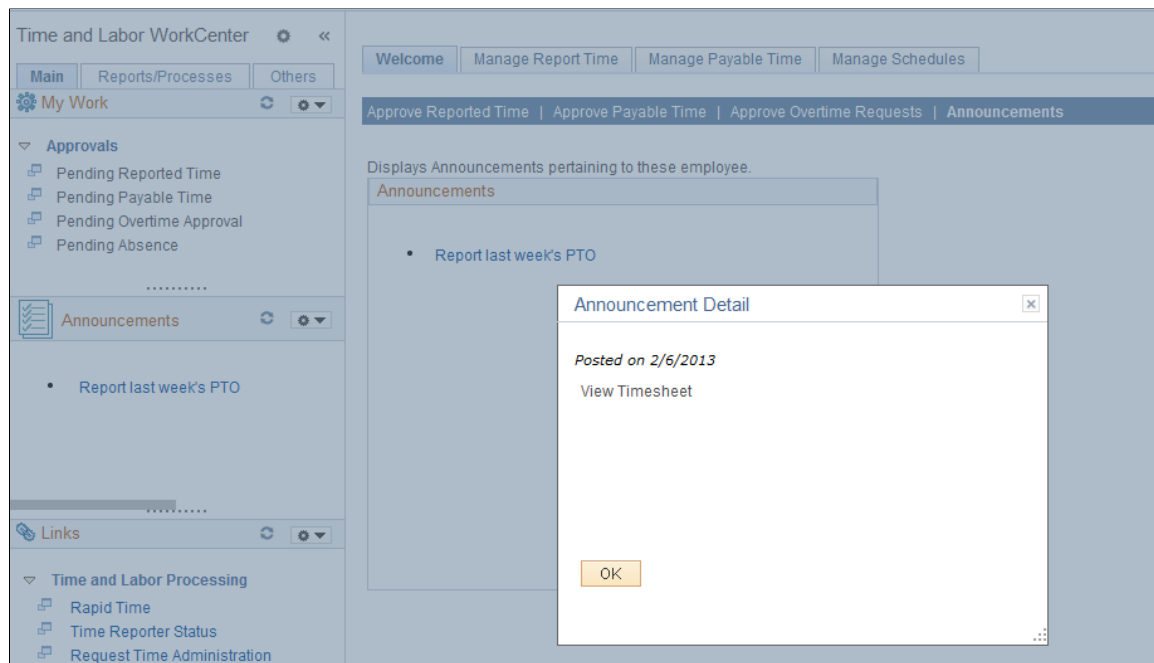 Time and Labor WorkCenter
Main Reports/Processes Others
My Work
Approvals
Pending Reported Time
Pending Payable Time
Pending Overtime Approval
Pending Absence
Announcements
Report last week's PTO
Links
Time and Labor Processing
Rapid Time
Time Reporter Status
Request Time Administration
Welcome Manage Report Time Manage Payable Time Manage Schedules
Approve Reported Time | Approve Payable Time | Approve Overtime Requests | Announcements
Displays Announcements pertaining to these employee.
Announcements
Report last week's PTO
Announcement Detail
Posted on 2/6/2013
View Timesheet
OK